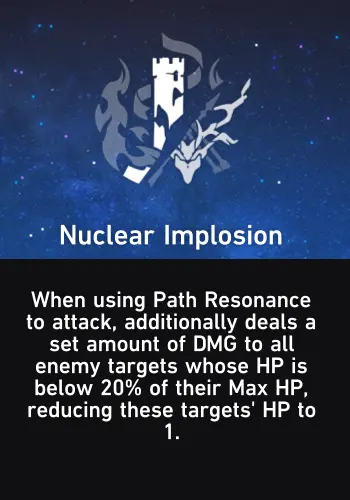 Nuclear Implosion
When using Path Resonance
to attack, additionally deals a
set amount of DMG to all
enemy targets whose HP is
below 20% of their Max HP,
reducing these targets' HP to
1.